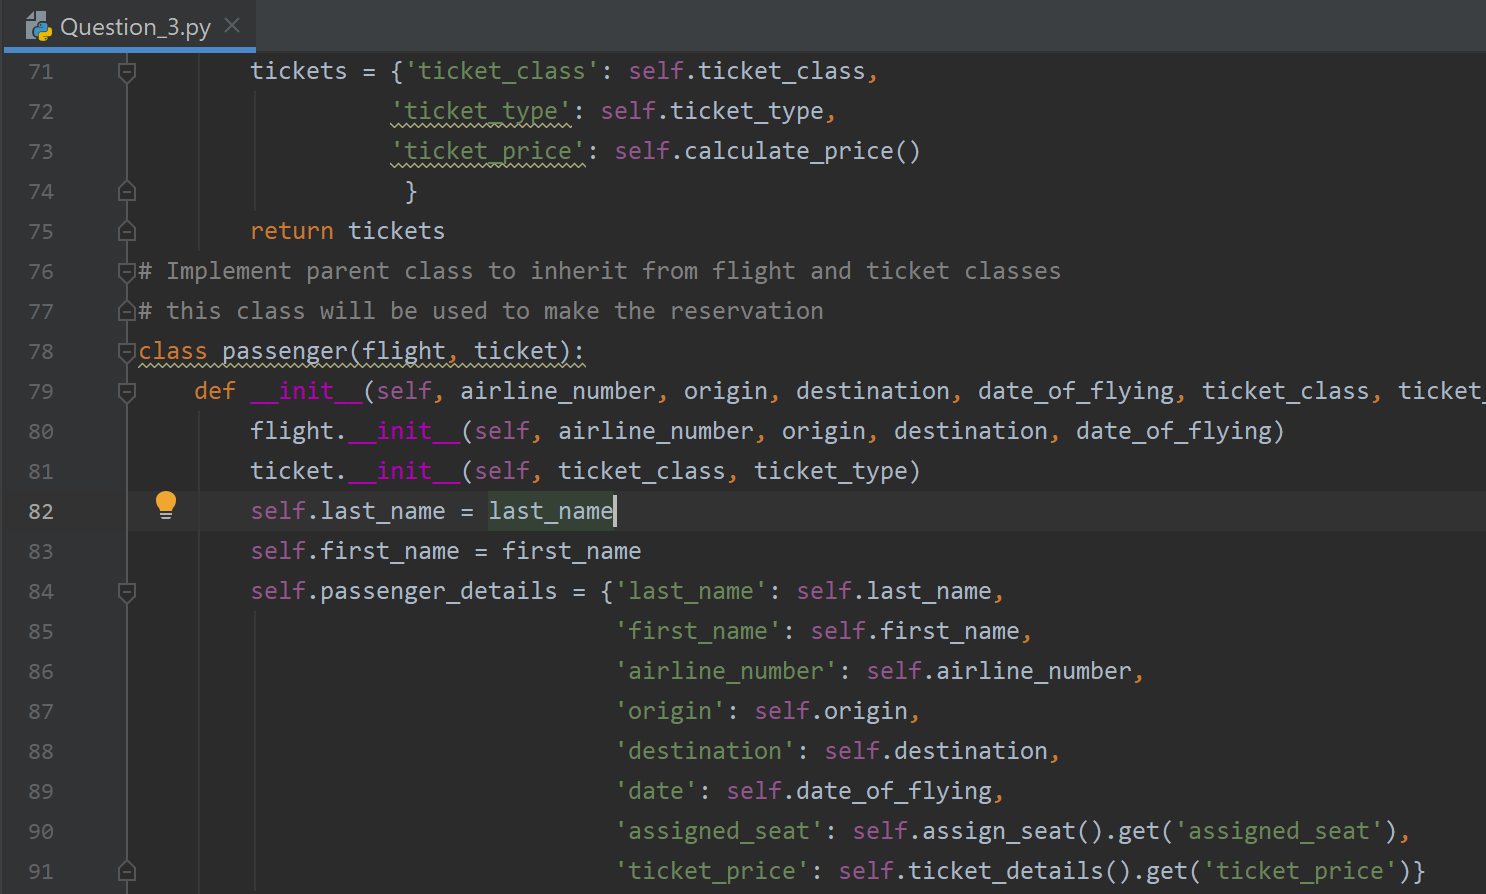 Question_3.py
71 tickets = {'ticket_class': self.ticket_class,
72 'ticket_type': self.ticket_type,
73 'ticket_price': self.calculate_price()
74 }
75 return tickets
76 # Implement parent class to inherit from flight and ticket classes
77 # this class will be used to make the reservation
78 class passenger(flight, ticket):
79 def __init__(self, airline_number, origin, destination, date_of_flying, ticket_class, ticket_
80 flight.__init__(self, airline_number, origin, destination, date_of_flying)
81 ticket.__init__(self, ticket_class, ticket_type)
82 self.last_name = last_name
83 self.first_name = first_name
84 self.passenger_details = {'last_name': self.last_name,
85 'first_name': self.first_name,
86 'airline_number': self.airline_number,
87 'origin': self.origin,
88 'destination': self.destination,
89 'date': self.date_of_flying,
90 'assigned_seat': self.assign_seat().get('assigned_seat'),
91 'ticket_price': self.ticket_details().get('ticket_price')}